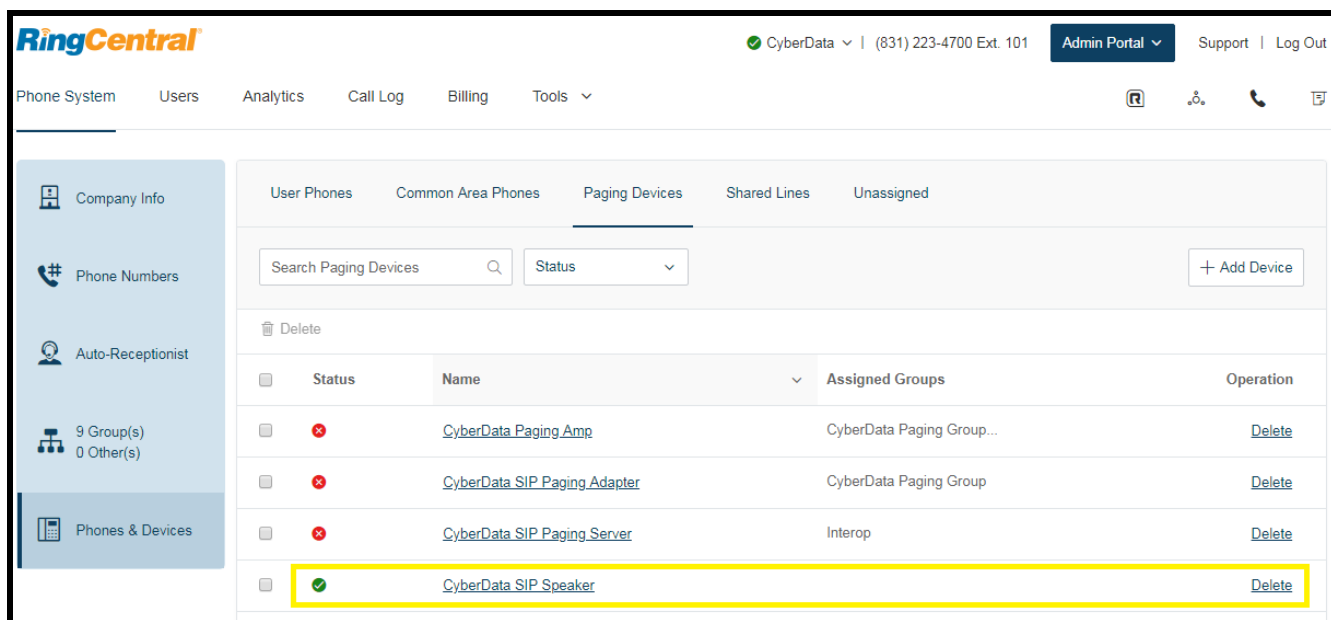 RingCentral®
CyberData | (831) 223-4700 Ext. 101 Admin Portal Support | Log Out
Phone System Users Analytics Call Log Billing Tools
Company Info
Phone Numbers
Auto-Receptionist
9 Group(s)
0 Other(s)
Phones & Devices
User Phones Common Area Phones Paging Devices Shared Lines Unassigned
Search Paging Devices Status + Add Device
Delete
Status Name Assigned Groups Operation
CyberData Paging Amp CyberData Paging Group... Delete
CyberData SIP Paging Adapter CyberData Paging Group Delete
CyberData SIP Paging Server Interop Delete
CyberData SIP Speaker Delete